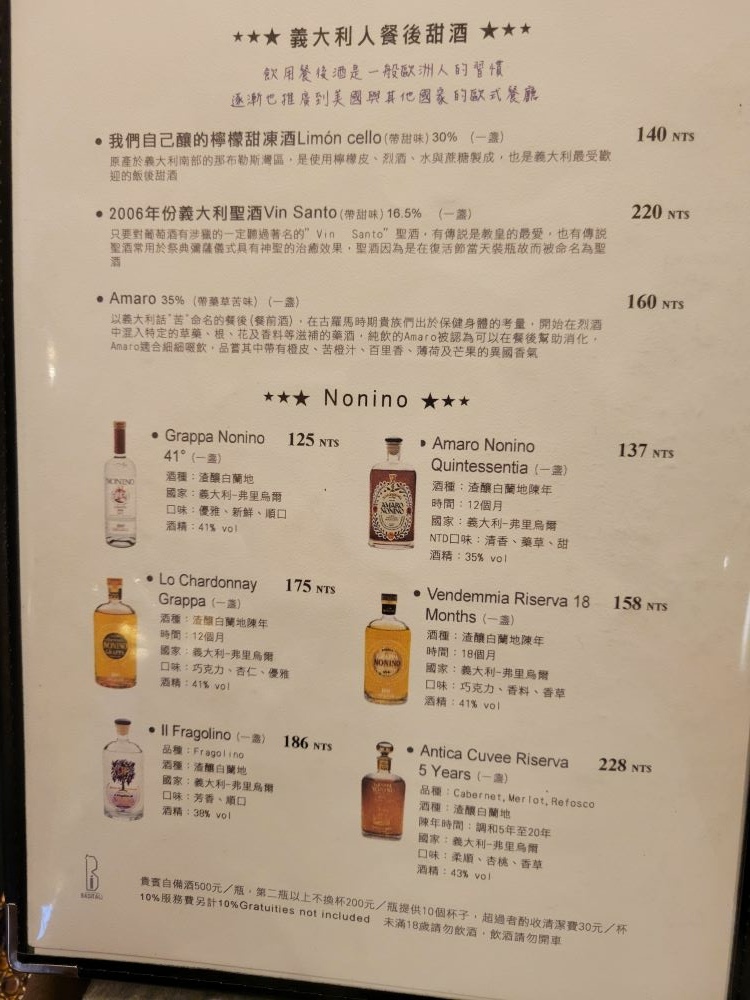 ★★★ 義大利人餐後甜酒 ★★★
飲用餐後酒是一般歐洲人的習慣
逐漸也推廣到美國與其他國家的歐式餐廳
• 我們自己釀的檸檬甜凍酒Limón cello(帶甜味)30% (一盞) 140 NTS
原產於義大利南部的那布勒斯灣區,是使用檸檬皮、烈酒、水與蔗糖製成,也是義大利最受歡
迎的飯後甜酒
• 2006年份義大利聖酒Vin Santo(帶甜味)16.5% (一盞) 220 NTS
只要對葡萄酒有涉獵的一定聽過著名的"Vin Santo"聖酒,有傳說是教皇的最愛,也有傳說
聖酒常用於祭典彌薩儀式具有神聖的治癒效果,聖酒因為是在復活節當天裝瓶故而被命名為聖
酒
• Amaro 35% (帶藥草苦味) (一盞) 160 NTS
以義大利話"苦"命名的餐後(餐前酒),在古羅馬時期貴族們出於保健身體的考量,開始在烈酒
中混入特定的草藥、根、花及香料等滋補的藥酒,純飲的Amaro被認為可以在餐後幫助消化,
Amaro適合細細啜飲,品嘗其中帶有橙皮、苦橙汁、百里香、薄荷及芒果的異國香氣
★★★ Nonino ★★★
• Grappa Nonino 125 NTS
41° (一盞)
酒種:渣釀白蘭地
國家:義大利-弗里烏爾
口味:優雅、新鮮、順口
酒精:41% vol
• Amaro Nonino 137 NTS
Quintessentia (一盞)
酒種:渣釀白蘭地陳年
時間:12個月
國家:義大利-弗里烏爾
NTD口味:清香、藥草、甜
酒精:35% vol
• Lo Chardonnay 175 NTS
Grappa (一盞)
酒種:渣釀白蘭地陳年
時間:12個月
國家:義大利-弗里烏爾
口味:巧克力、杏仁、優雅
酒精:41% vol
• Vendemmia Riserva 18 158 NTS
Months (一盞)
酒種:渣釀白蘭地陳年
時間:18個月
國家:義大利-弗里烏爾
口味:巧克力、香料、香草
酒精:41% vol
• Il Fragolino (一盞) 186 NTS
品種:Fragolino
酒種:渣釀白蘭地
國家:義大利-弗里烏爾
口味:芳香、順口
酒精:38% vol
• Antica Cuvee Riserva 228 NTS
5 Years (一盞)
品種:Cabernet,Merlot,Refosco
酒種:渣釀白蘭地
陳年時間:調和5年至20年
國家:義大利-弗里烏爾
口味:柔順、杏桃、香草
酒精:43% vol
貴賓自備酒500元/瓶,第二瓶以上不換杯200元/瓶提供10個杯子,超過者酌收清潔費30元/杯
10%服務費另計10%Gratuities not included 未滿18歲請勿飲酒,飲酒請勿開車
NONINO
AMARO
NONINO
NONINO